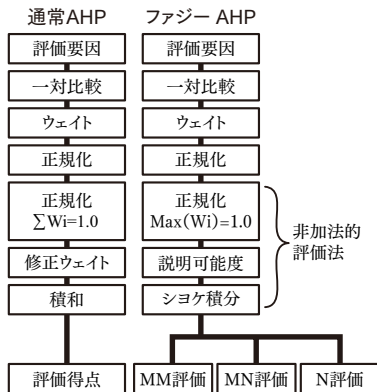 通常AHP
ファジー AHP
評価要因
評価要因
一対比較
一対比較
ウェイト
ウェイト
正規化
正規化
正規化
∑Wi=1.0
正規化
Max(Wi)=1.0
非加法的
評価法
修正ウェイト
説明可能度
積和
ショケ積分
評価得点
MM評価
MN評価
N評価